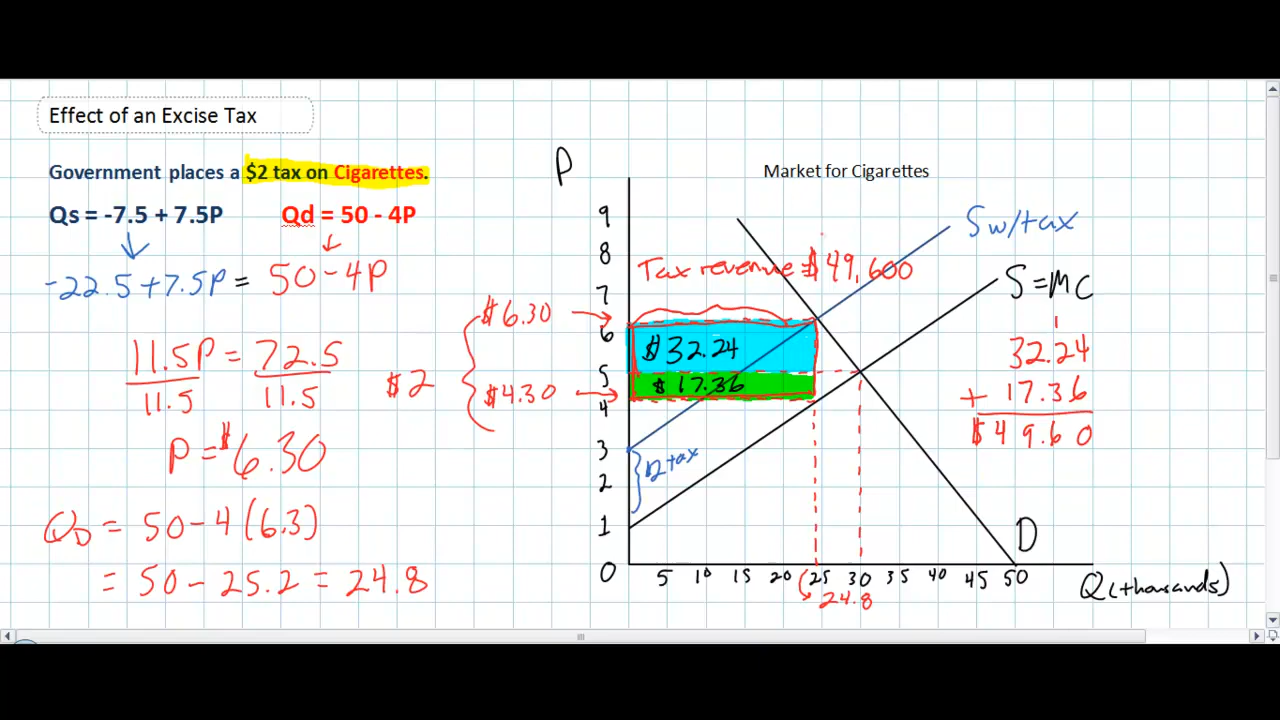 Effect of an Excise Tax
Government places a $2 tax on Cigarettes.
Qs = -7.5 + 7.5P
Qd = 50 - 4P
-22.5 + 7.5P = 50 - 4P
11.5P = 72.5
11.5 11.5
P = $6.30
QD = 50 - 4(6.3)
= 50 - 25.2 = 24.8
$2
$6.30
$4.30
P
Market for Cigarettes
9
8
7
6
5
4
3
2
1
0
Tax revenue = $49,600
S w/tax
S = MC
$32.24
$17.36
$2 tax
1
32.24
+ 17.36
$49.60
D
5 10 15 20 25 30 35 40 45 50
24.8
Q (thousands)